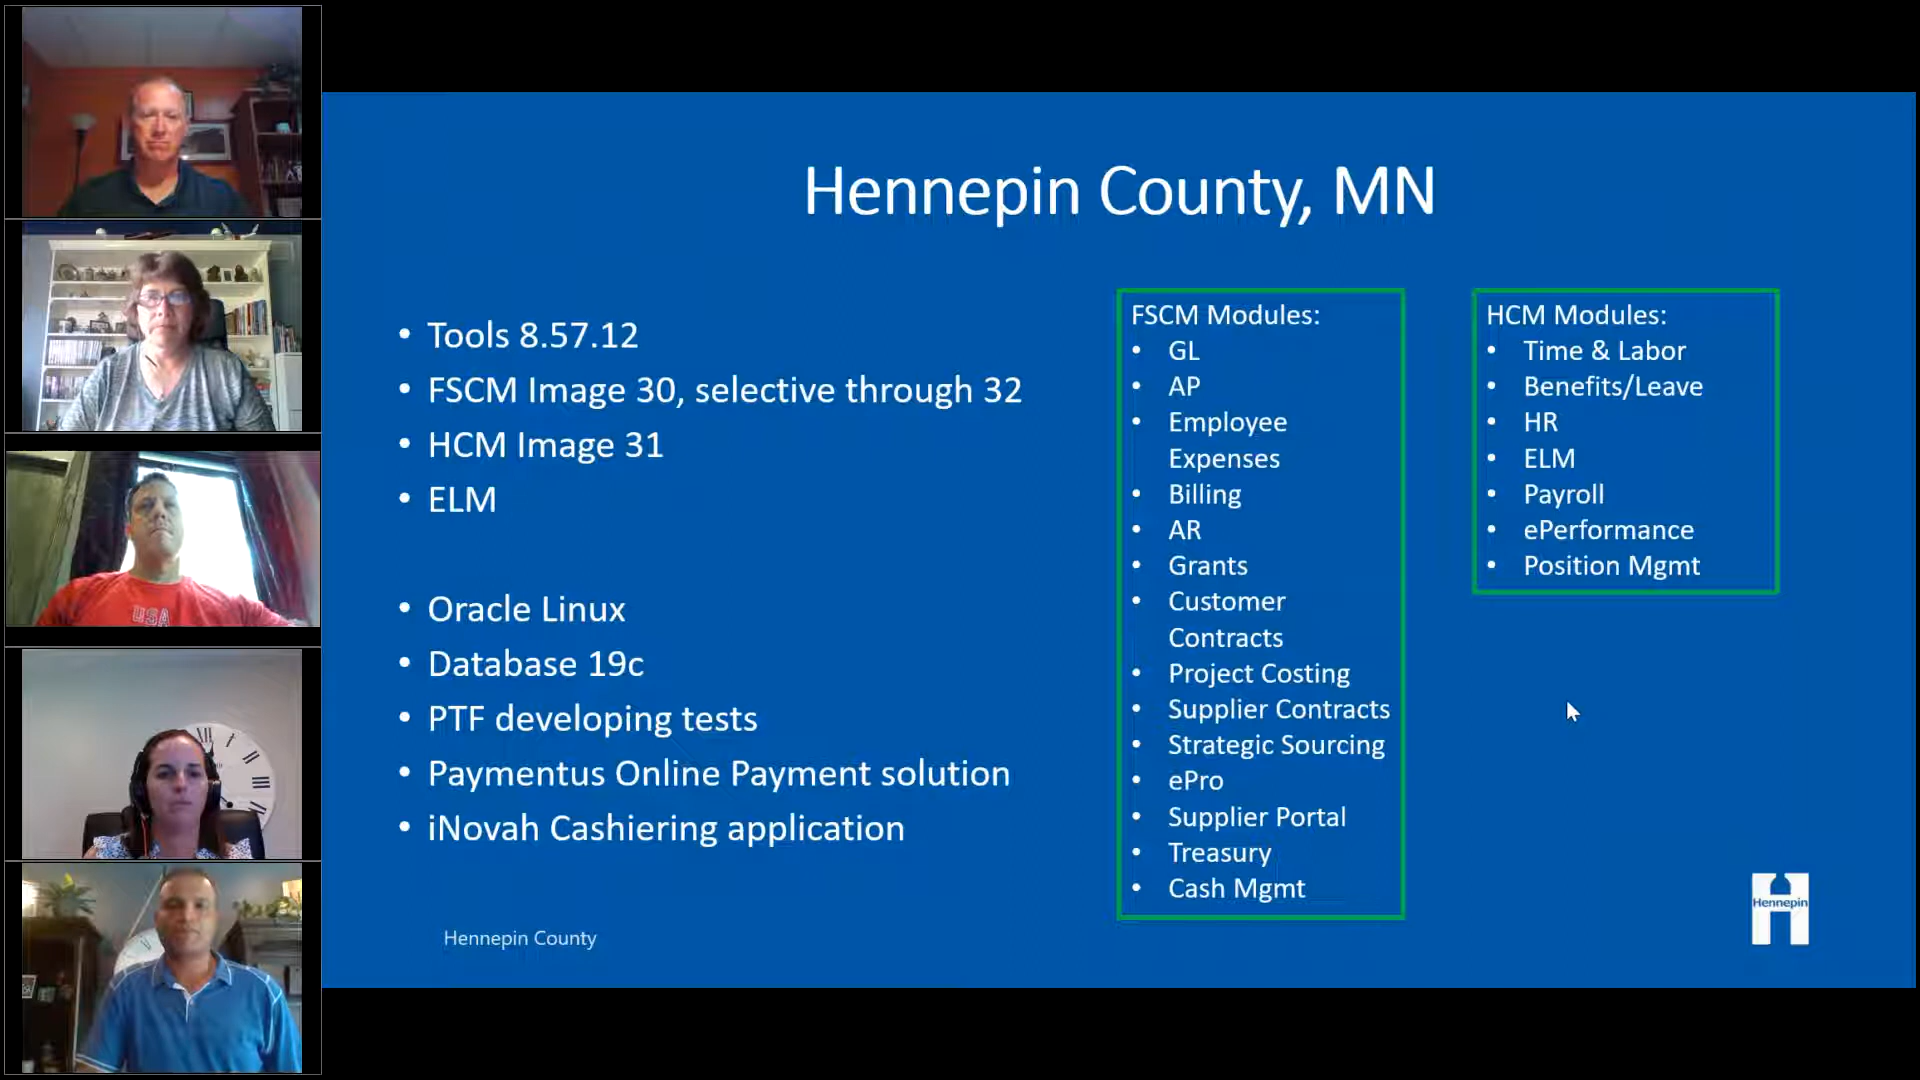 Hennepin County, MN
• Tools 8.57.12
• FSCM Image 30, selective through 32
• HCM Image 31
• ELM
• Oracle Linux
• Database 19c
• PTF developing tests
• Paymentus Online Payment solution
• iNovah Cashiering application
FSCM Modules:
• GL
• AP
• Employee
Expenses
• Billing
• AR
• Grants
• Customer
Contracts
• Project Costing
• Supplier Contracts
• Strategic Sourcing
• ePro
• Supplier Portal
• Treasury
• Cash Mgmt
HCM Modules:
• Time & Labor
• Benefits/Leave
• HR
• ELM
• Payroll
• ePerformance
• Position Mgmt
Hennepin County
Hennepin
USA